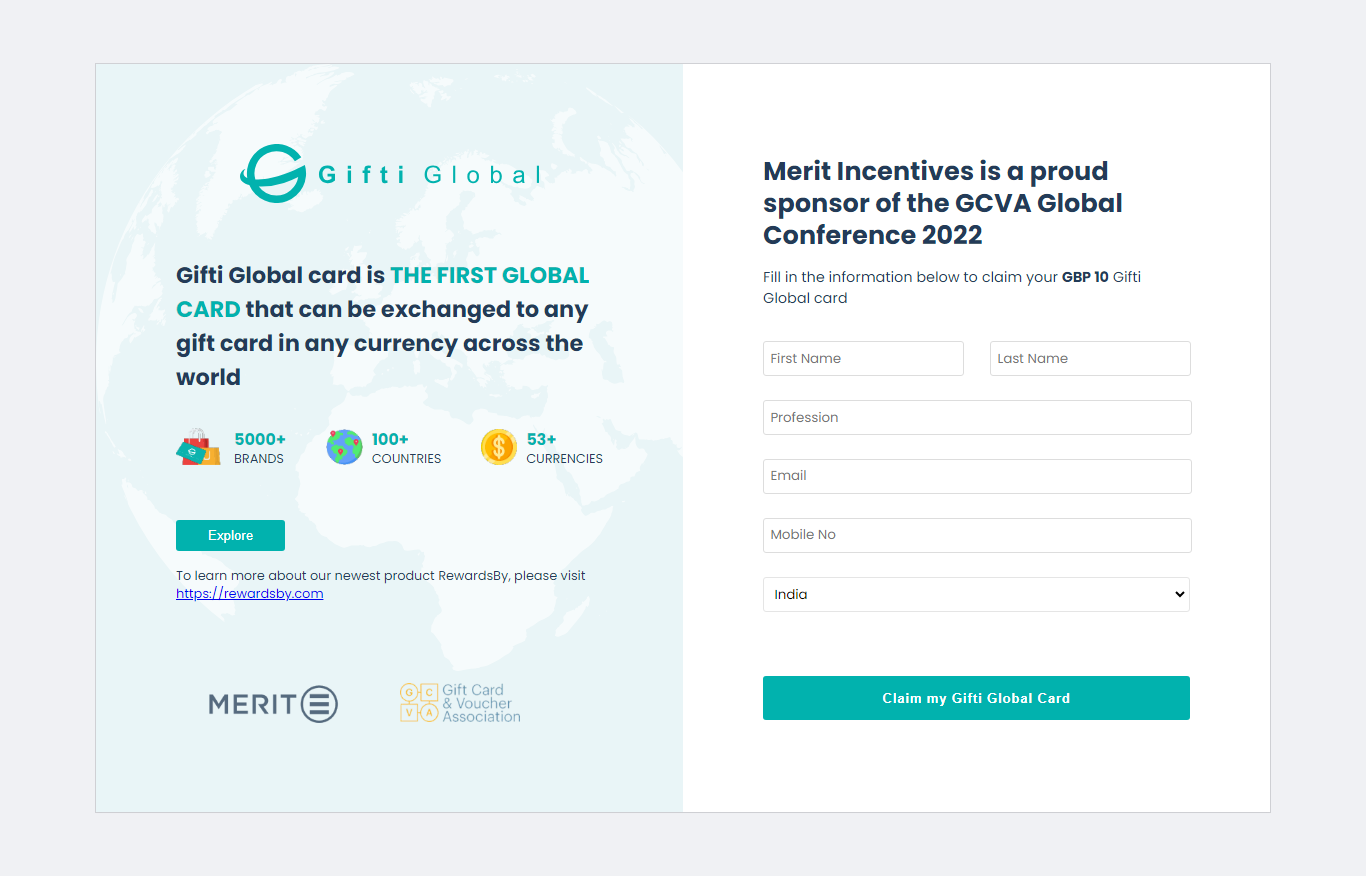 Gifti Global
Gifti Global card is THE FIRST GLOBAL
CARD that can be exchanged to any
gift card in any currency across the
world
5000+
BRANDS
100+
COUNTRIES
53+
CURRENCIES
Explore
To learn more about our newest product RewardsBy, please visit
https://rewardsby.com
MERIT
G C
V A
Gift Card
& Voucher
Association
Merit Incentives is a proud
sponsor of the GCVA Global
Conference 2022
Fill in the information below to claim your GBP 10 Gifti
Global card
First Name
Last Name
Profession
Email
Mobile No
India
Claim my Gifti Global Card